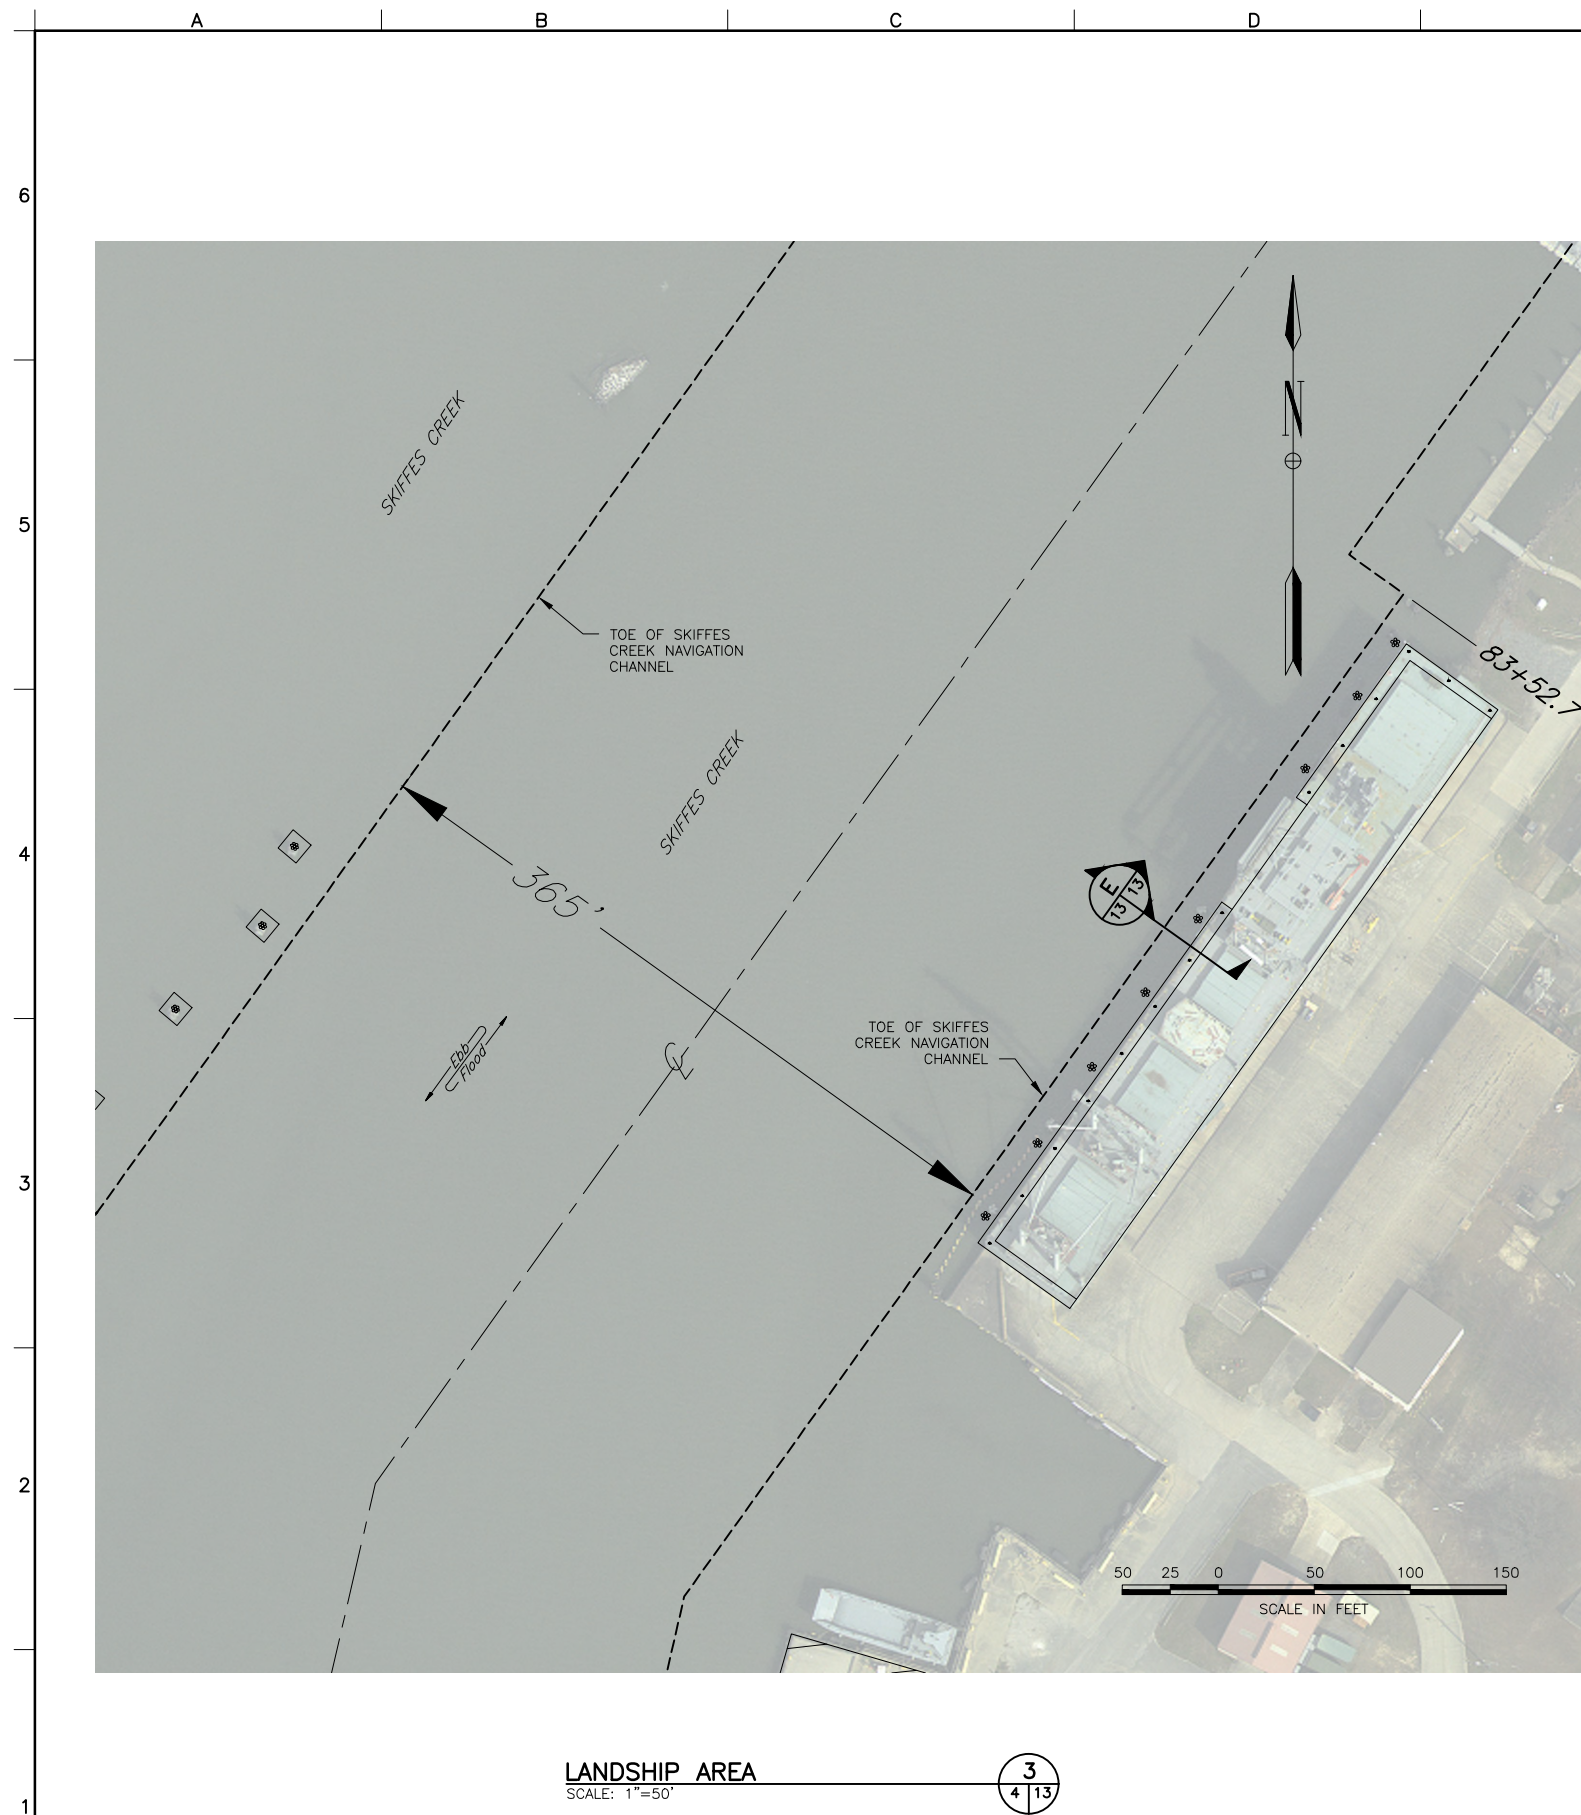 A
B
C
D
6
5
4
3
2
1
N
SKIFFES CREEK
TOE OF SKIFFES
CREEK NAVIGATION
CHANNEL
83+52.7
SKIFFES CREEK
365'
E
13
13
Ebb
Flood
CL
TOE OF SKIFFES
CREEK NAVIGATION
CHANNEL
50 25 0 50 100 150
SCALE IN FEET
LANDSHIP AREA
SCALE: 1"=50'
3
4 13